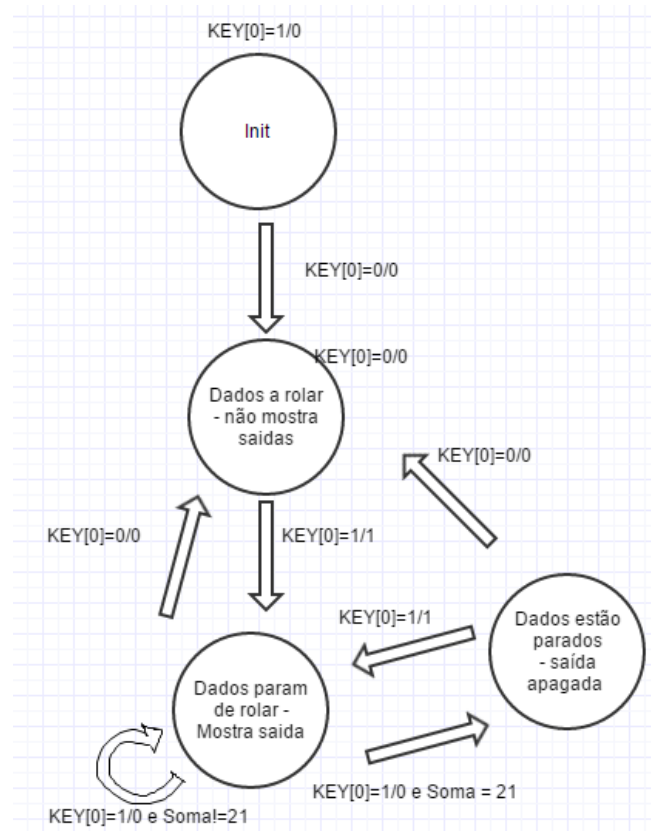 KEY[0]=1/0
Init
KEY[0]=0/0
KEY[0]=0/0
Dados a rolar
- não mostra
saidas
KEY[0]=0/0
KEY[0]=0/0
KEY[0]=1/1
KEY[0]=1/1
Dados estão
parados
- saída
apagada
Dados param
de rolar -
Mostra saida
KEY[0]=1/0 e Soma = 21
KEY[0]=1/0 e Soma!=21